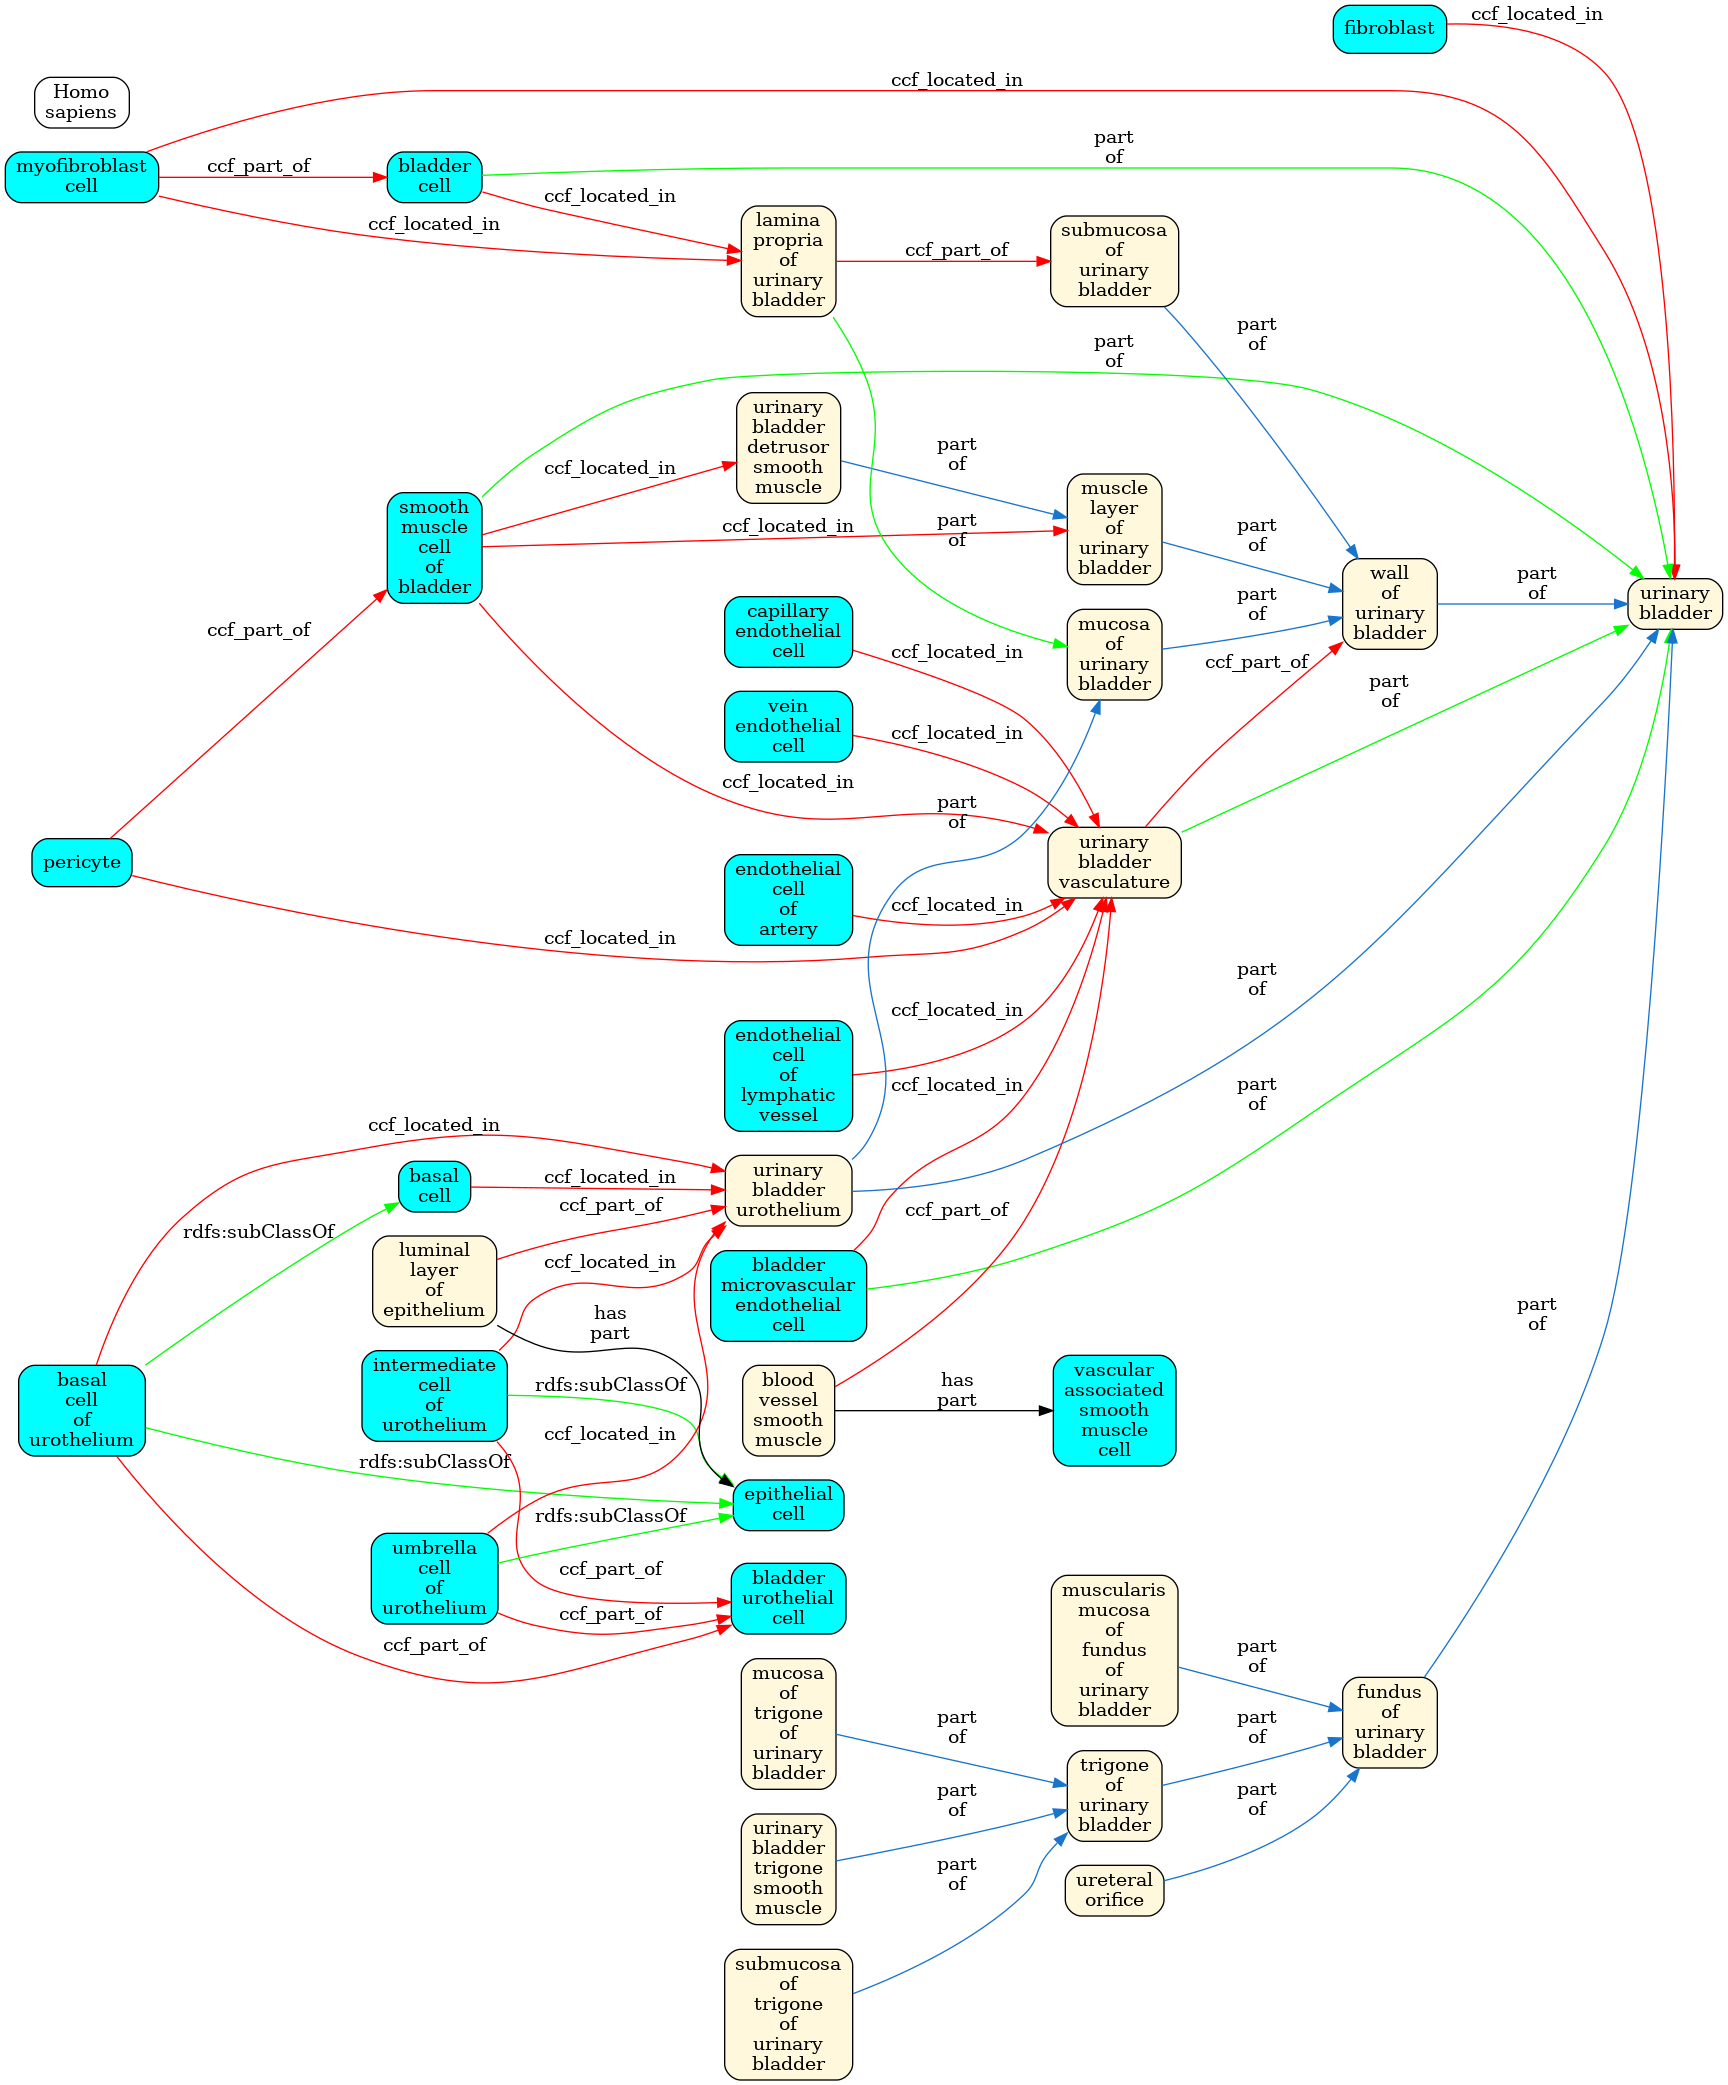 fibroblast
ccf_located_in
Homo
sapiens
ccf_located_in
myofibroblast
cell
ccf_part_of
bladder
cell
part
of
ccf_located_in
ccf_located_in
lamina
propria
of
urinary
bladder
ccf_part_of
submucosa
of
urinary
bladder
part
of
part
of
urinary
bladder
detrusor
smooth
muscle
part
of
smooth
muscle
cell
of
bladder
ccf_located_in
ccf_located_in
part
of
muscle
layer
of
urinary
bladder
part
of
wall
of
urinary
bladder
part
of
urinary
bladder
capillary
endothelial
cell
ccf_located_in
mucosa
of
urinary
bladder
part
of
ccf_part_of
ccf_part_of
part
of
vein
endothelial
cell
ccf_located_in
ccf_located_in
part
of
pericyte
urinary
bladder
vasculature
endothelial
cell
of
artery
ccf_located_in
ccf_located_in
part
of
endothelial
cell
of
lymphatic
vessel
ccf_located_in
ccf_located_in
part
of
ccf_located_in
basal
cell
ccf_located_in
urinary
bladder
urothelium
rdfs:subClassOf
ccf_part_of
ccf_part_of
luminal
layer
of
epithelium
ccf_located_in
bladder
microvascular
endothelial
cell
has
part
part
of
basal
cell
of
urothelium
intermediate
cell
of
urothelium
rdfs:subClassOf
blood
vessel
smooth
muscle
has
part
vascular
associated
smooth
muscle
cell
ccf_located_in
rdfs:subClassOf
epithelial
cell
rdfs:subClassOf
umbrella
cell
of
urothelium
ccf_part_of
ccf_part_of
bladder
urothelial
cell
ccf_part_of
muscularis
mucosa
of
fundus
of
urinary
bladder
part
of
mucosa
of
trigone
of
urinary
bladder
part
of
fundus
of
urinary
bladder
part
of
trigone
of
urinary
bladder
part
of
part
of
urinary
bladder
trigone
smooth
muscle
part
of
ureteral
orifice
submucosa
of
trigone
of
urinary
bladder